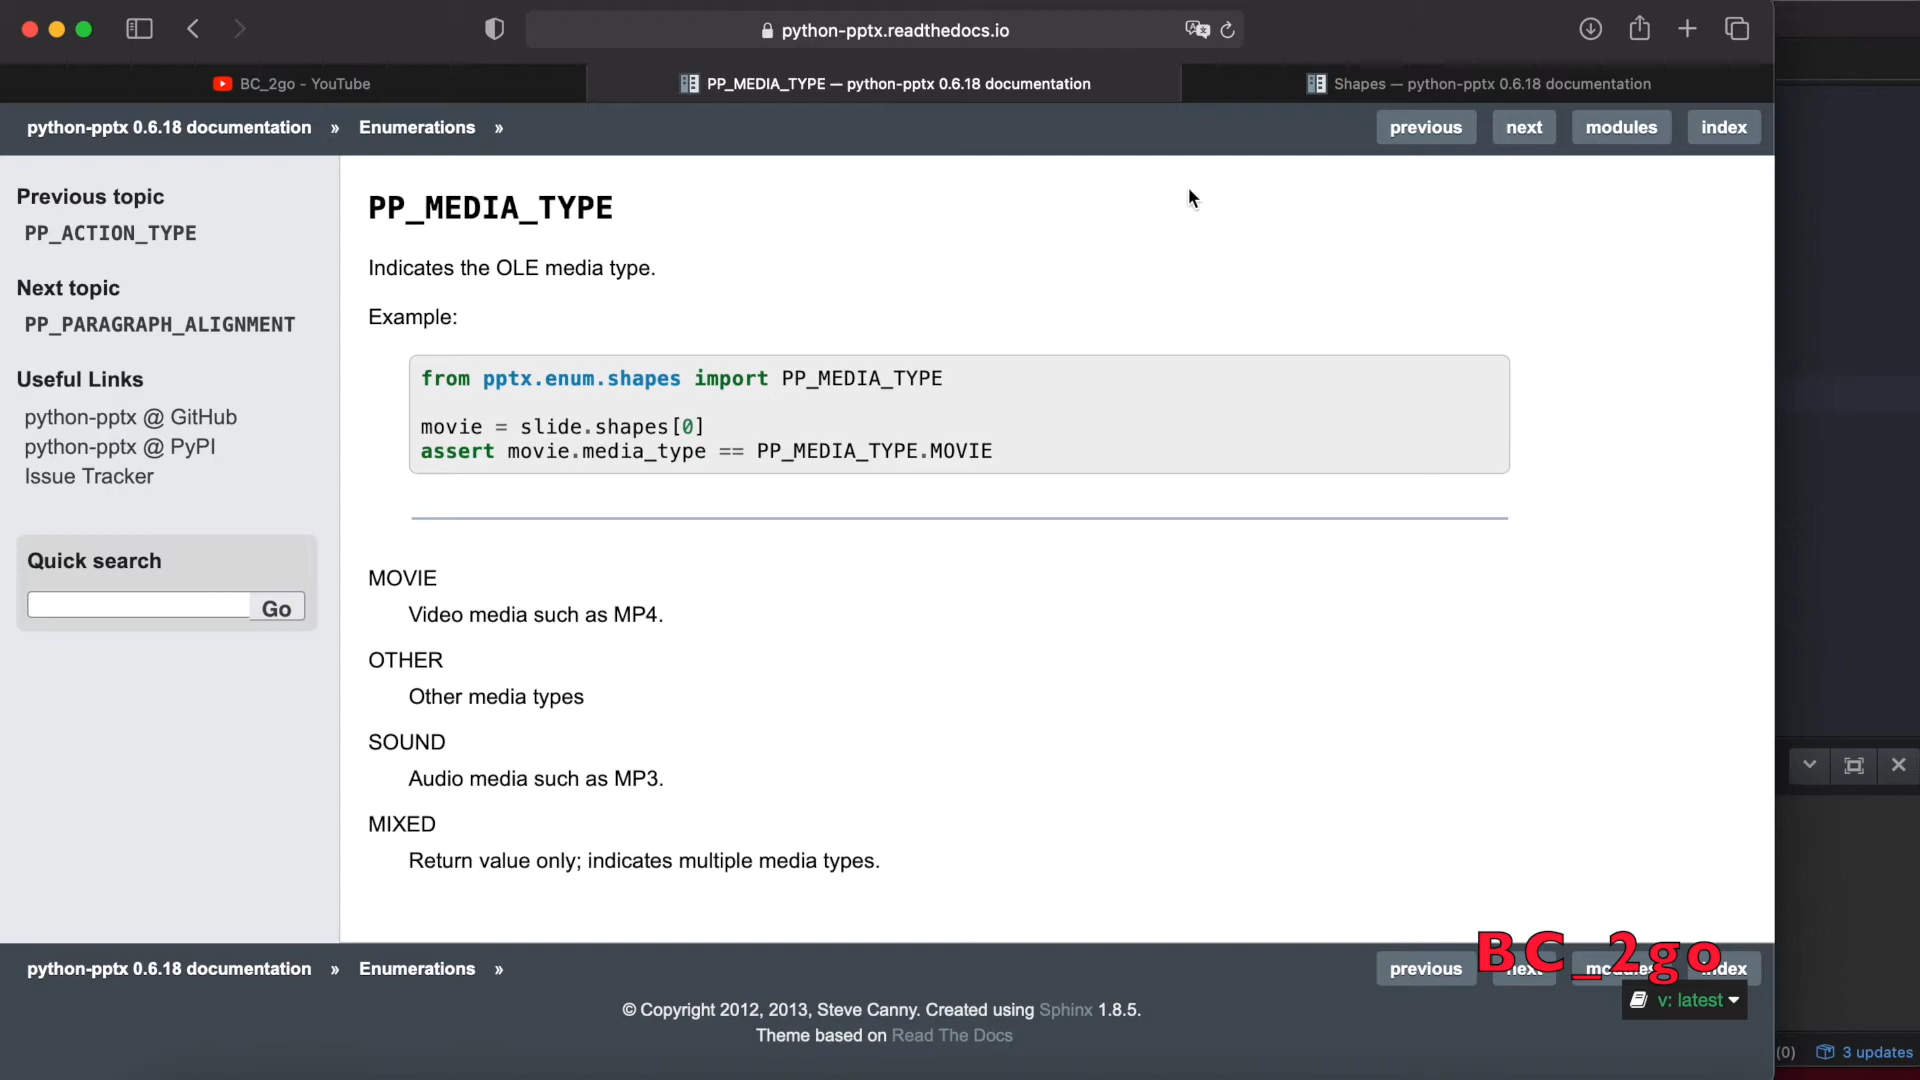 python-pptx.readthedocs.io
BC_2go - YouTube
PP_MEDIA_TYPE — python-pptx 0.6.18 documentation
Shapes — python-pptx 0.6.18 documentation
python-pptx 0.6.18 documentation » Enumerations »
previous next modules index
Previous topic
PP_ACTION_TYPE
Next topic
PP_PARAGRAPH_ALIGNMENT
Useful Links
python-pptx @ GitHub
python-pptx @ PyPI
Issue Tracker
Quick search
Go
PP_MEDIA_TYPE
Indicates the OLE media type.
Example:
from pptx.enum.shapes import PP_MEDIA_TYPE
movie = slide.shapes[0]
assert movie.media_type == PP_MEDIA_TYPE.MOVIE
MOVIE
Video media such as MP4.
OTHER
Other media types
SOUND
Audio media such as MP3.
MIXED
Return value only; indicates multiple media types.
python-pptx 0.6.18 documentation » Enumerations »
previous next modules index
BC_2go
v: latest
© Copyright 2012, 2013, Steve Canny. Created using Sphinx 1.8.5.
Theme based on Read The Docs
(0) 3 updates